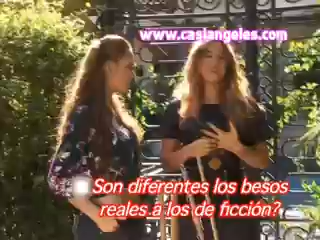 www.casiangeles.com
Son diferentes los besos
reales a los de ficción?